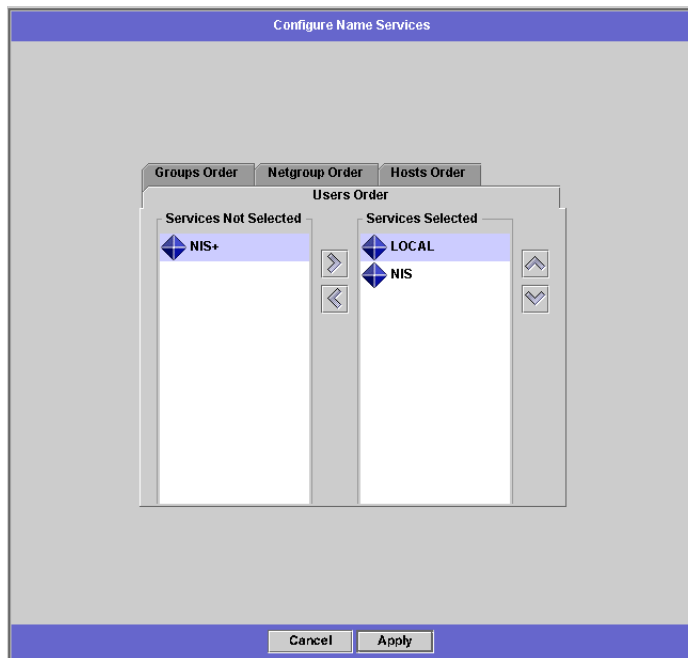 Configure Name Services
Groups Order Netgroup Order Hosts Order
Users Order
Services Not Selected Services Selected
NIS+ LOCAL
NIS
Cancel Apply